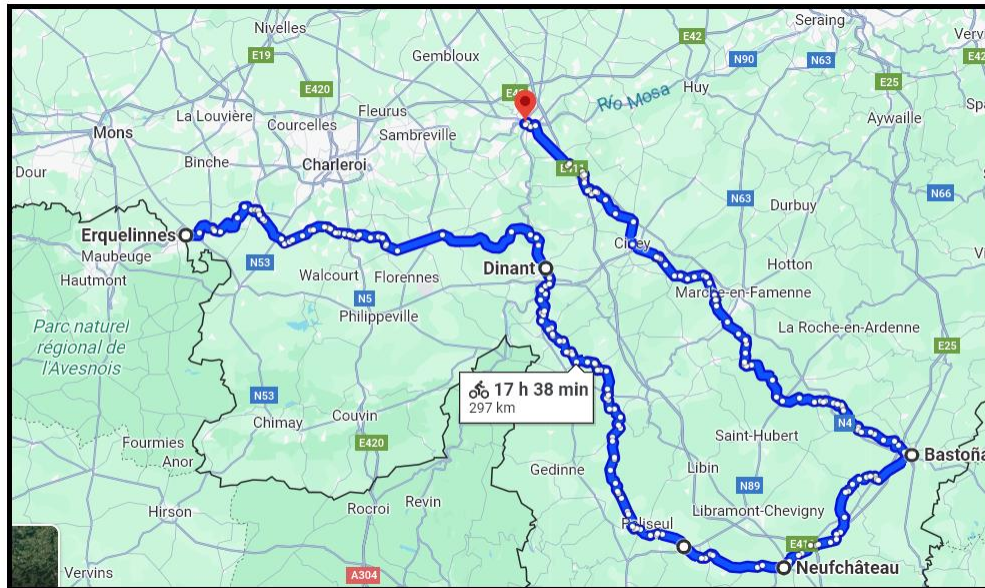 Nivelles
Seraing
E19
Gembloux
E42
Vervi
N90
N63
E42
E420
Huy
E25
La Louvière
Fleurus
Río Mosa
Spa
Courcelles
Aywaille
Mons
Sambreville
Binche
Charleroi
Dour
N63
N66
Durbuy
Erquelinnes
Maubeuge
Ciney
N53
Dinant
Hautmont
Walcourt
Florennes
Hotton
N5
Marche-en-Famenne
Philippeville
Parc naturel
régional de
l'Avesnois
La Roche-en-Ardenne
E25
17 h 38 min
297 km
N53
Chimay
Couvin
N4
E420
Saint-Hubert
Fourmies
Anor
Bastoña
Gedinne
Libin
N89
Revin
Rocroi
Hirson
Libramont-Chevigny
Paliseul
Neufchâteau
Vervins
A304